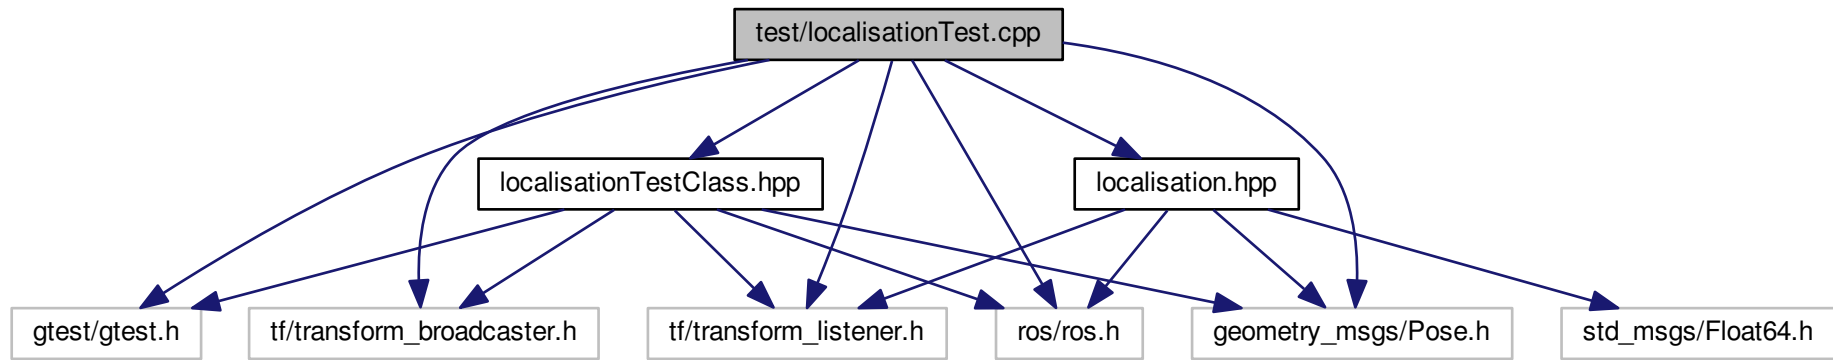 test/localisationTest.cpp
localisationTestClass.hpp
localisation.hpp
gtest/gtest.h
tf/transform_broadcaster.h
tf/transform_listener.h
ros/ros.h
geometry_msgs/Pose.h
std_msgs/Float64.h